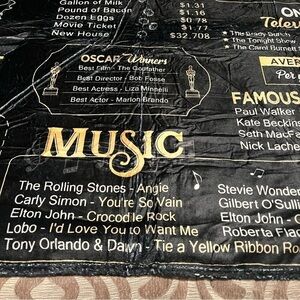 Gallon of Milk $1.31
Pound of Bacon $1.16
Dozen Eggs $0.78
Movie Ticket $1.77
New House $32,708
ON
Telev
The Brady Bunch
The Tonight Show
The Carol Burnett
OSCAR Winners
Best Film - The Godfather
Best Director - Bob Fosse
Best Actress - Liza Minnelli
Best Actor - Marlon Brando
AVER
Per
FAMOUS
Paul Walker
Kate Beckins
Seth MacFa
Nick Lache
MUSIC
The Rolling Stones - Angie
Carly Simon - You're So Vain
Elton John - Crocodile Rock
Lobo - I'd Love You to Want Me
Tony Orlando & Dawn - Tie a Yellow Ribbon Ro
Stevie Wonder
Gilbert O'Sulli
Elton John -
Roberta Fla